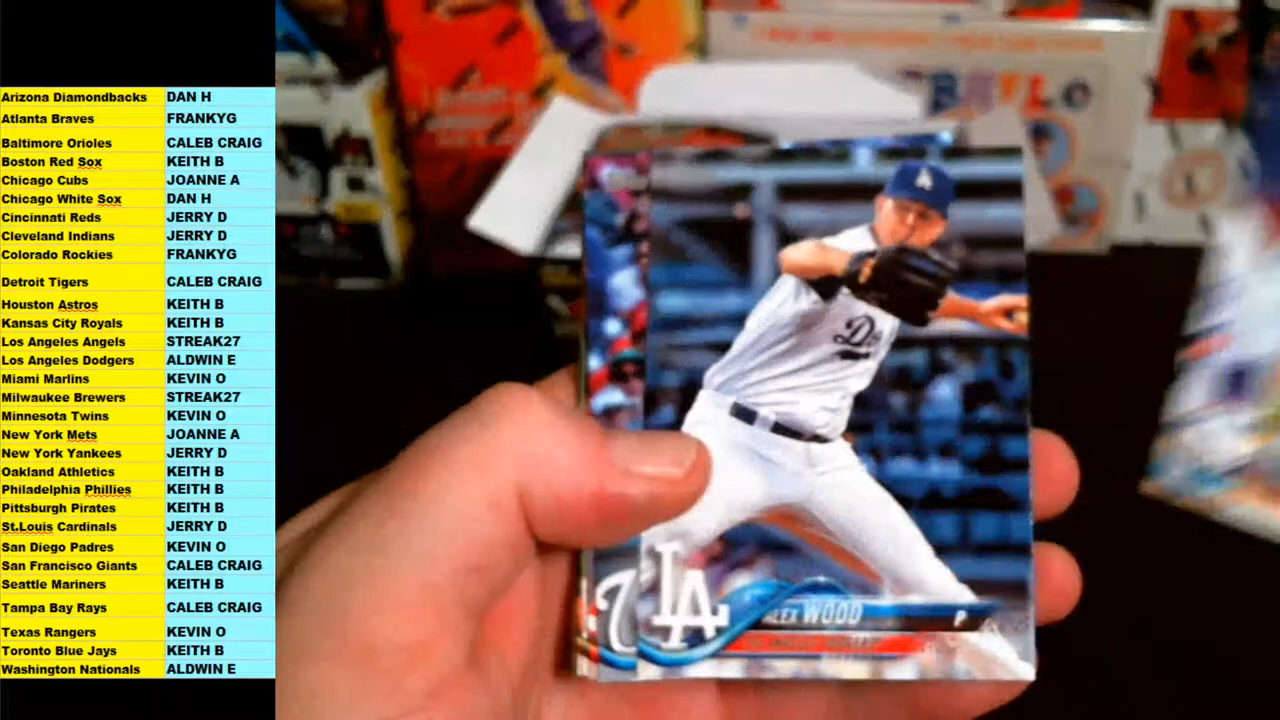 Arizona Diamondbacks DAN H
Atlanta Braves FRANKYG
Baltimore Orioles CALEB CRAIG
Boston Red Sox KEITH B
Chicago Cubs JOANNE A
Chicago White Sox DAN H
Cincinnati Reds JERRY D
Cleveland Indians JERRY D
Colorado Rockies FRANKYG
Detroit Tigers CALEB CRAIG
Houston Astros KEITH B
Kansas City Royals KEITH B
Los Angeles Angels STREAK27
Los Angeles Dodgers ALDWIN E
Miami Marlins KEVIN O
Milwaukee Brewers STREAK27
Minnesota Twins KEVIN O
New York Mets JOANNE A
New York Yankees JERRY D
Oakland Athletics KEITH B
Philadelphia Phillies KEITH B
Pittsburgh Pirates KEITH B
St.Louis Cardinals JERRY D
San Diego Padres KEVIN O
San Francisco Giants CALEB CRAIG
Seattle Mariners KEITH B
Tampa Bay Rays CALEB CRAIG
Texas Rangers KEVIN O
Toronto Blue Jays KEITH B
Washington Nationals ALDWIN E
LA
ALEX WOOD P